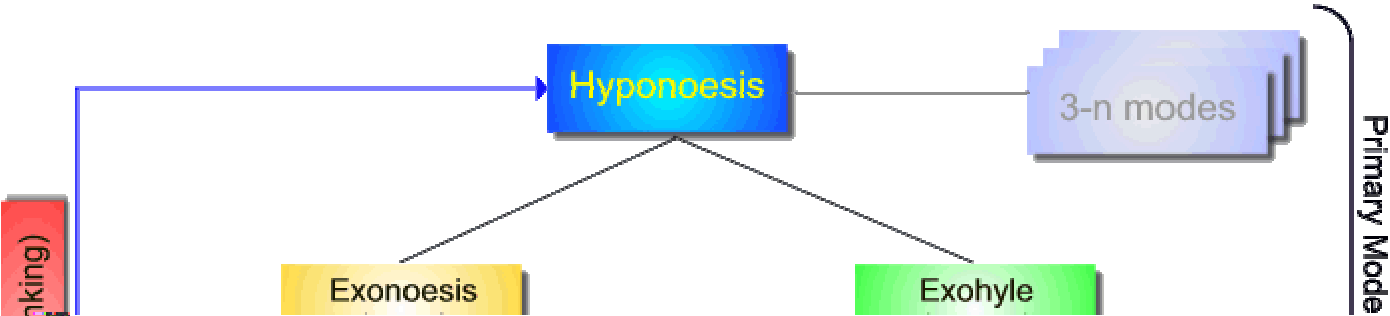 Hyponoesis
3-n modes
Primary Mode
nking)
Exonoesis
Exohyle